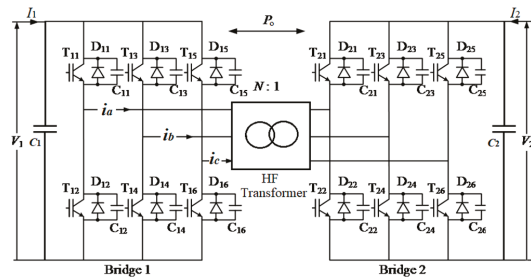 I1
Po
I2
D11 D13 D15
T11 T13 T15
C11 C13 C15
D21 D23 D25
T21 T23 T25
C21 C23 C25
N: 1
ia
ib
ic
V1
C1
C2
V2
HF
Transformer
D12 D14 D16
T12 T14 T16
C12 C14 C16
D22 D24 D26
T22 T24 T26
C22 C24 C26
Bridge 1
Bridge 2